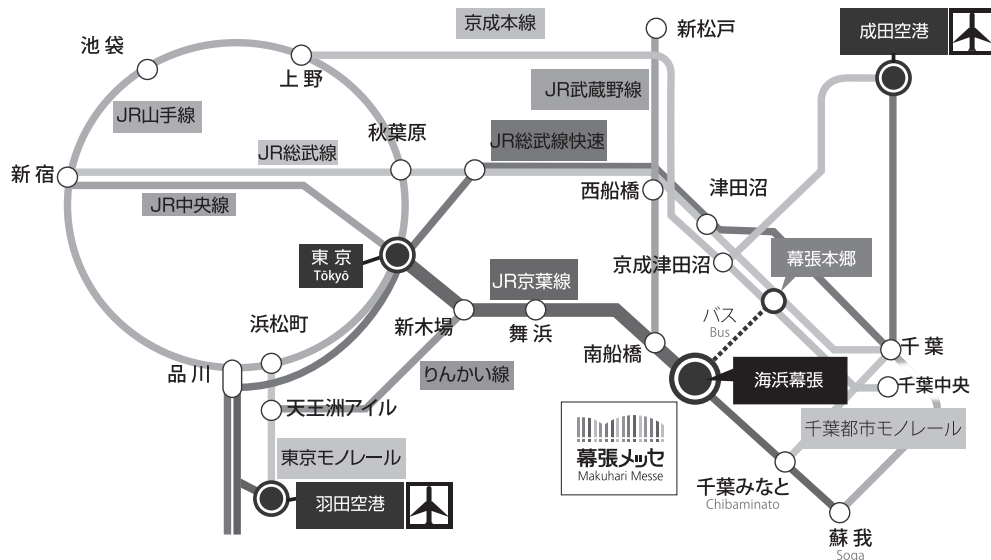 京成本線
新松戸
成田空港
池袋
上野
JR武蔵野線
JR山手線
秋葉原
JR総武線快速
JR総武線
新宿
西船橋
津田沼
JR中央線
東京
Tōkyō
京成津田沼
幕張本郷
JR京葉線
バス
Bus
浜松町
新木場
舞浜
南船橋
千葉
品川
りんかい線
海浜幕張
千葉中央
天王洲アイル
千葉都市モノレール
幕張メッセ
Makuhari Messe
東京モノレール
千葉みなと
Chibaminato
羽田空港
蘇我
Soga